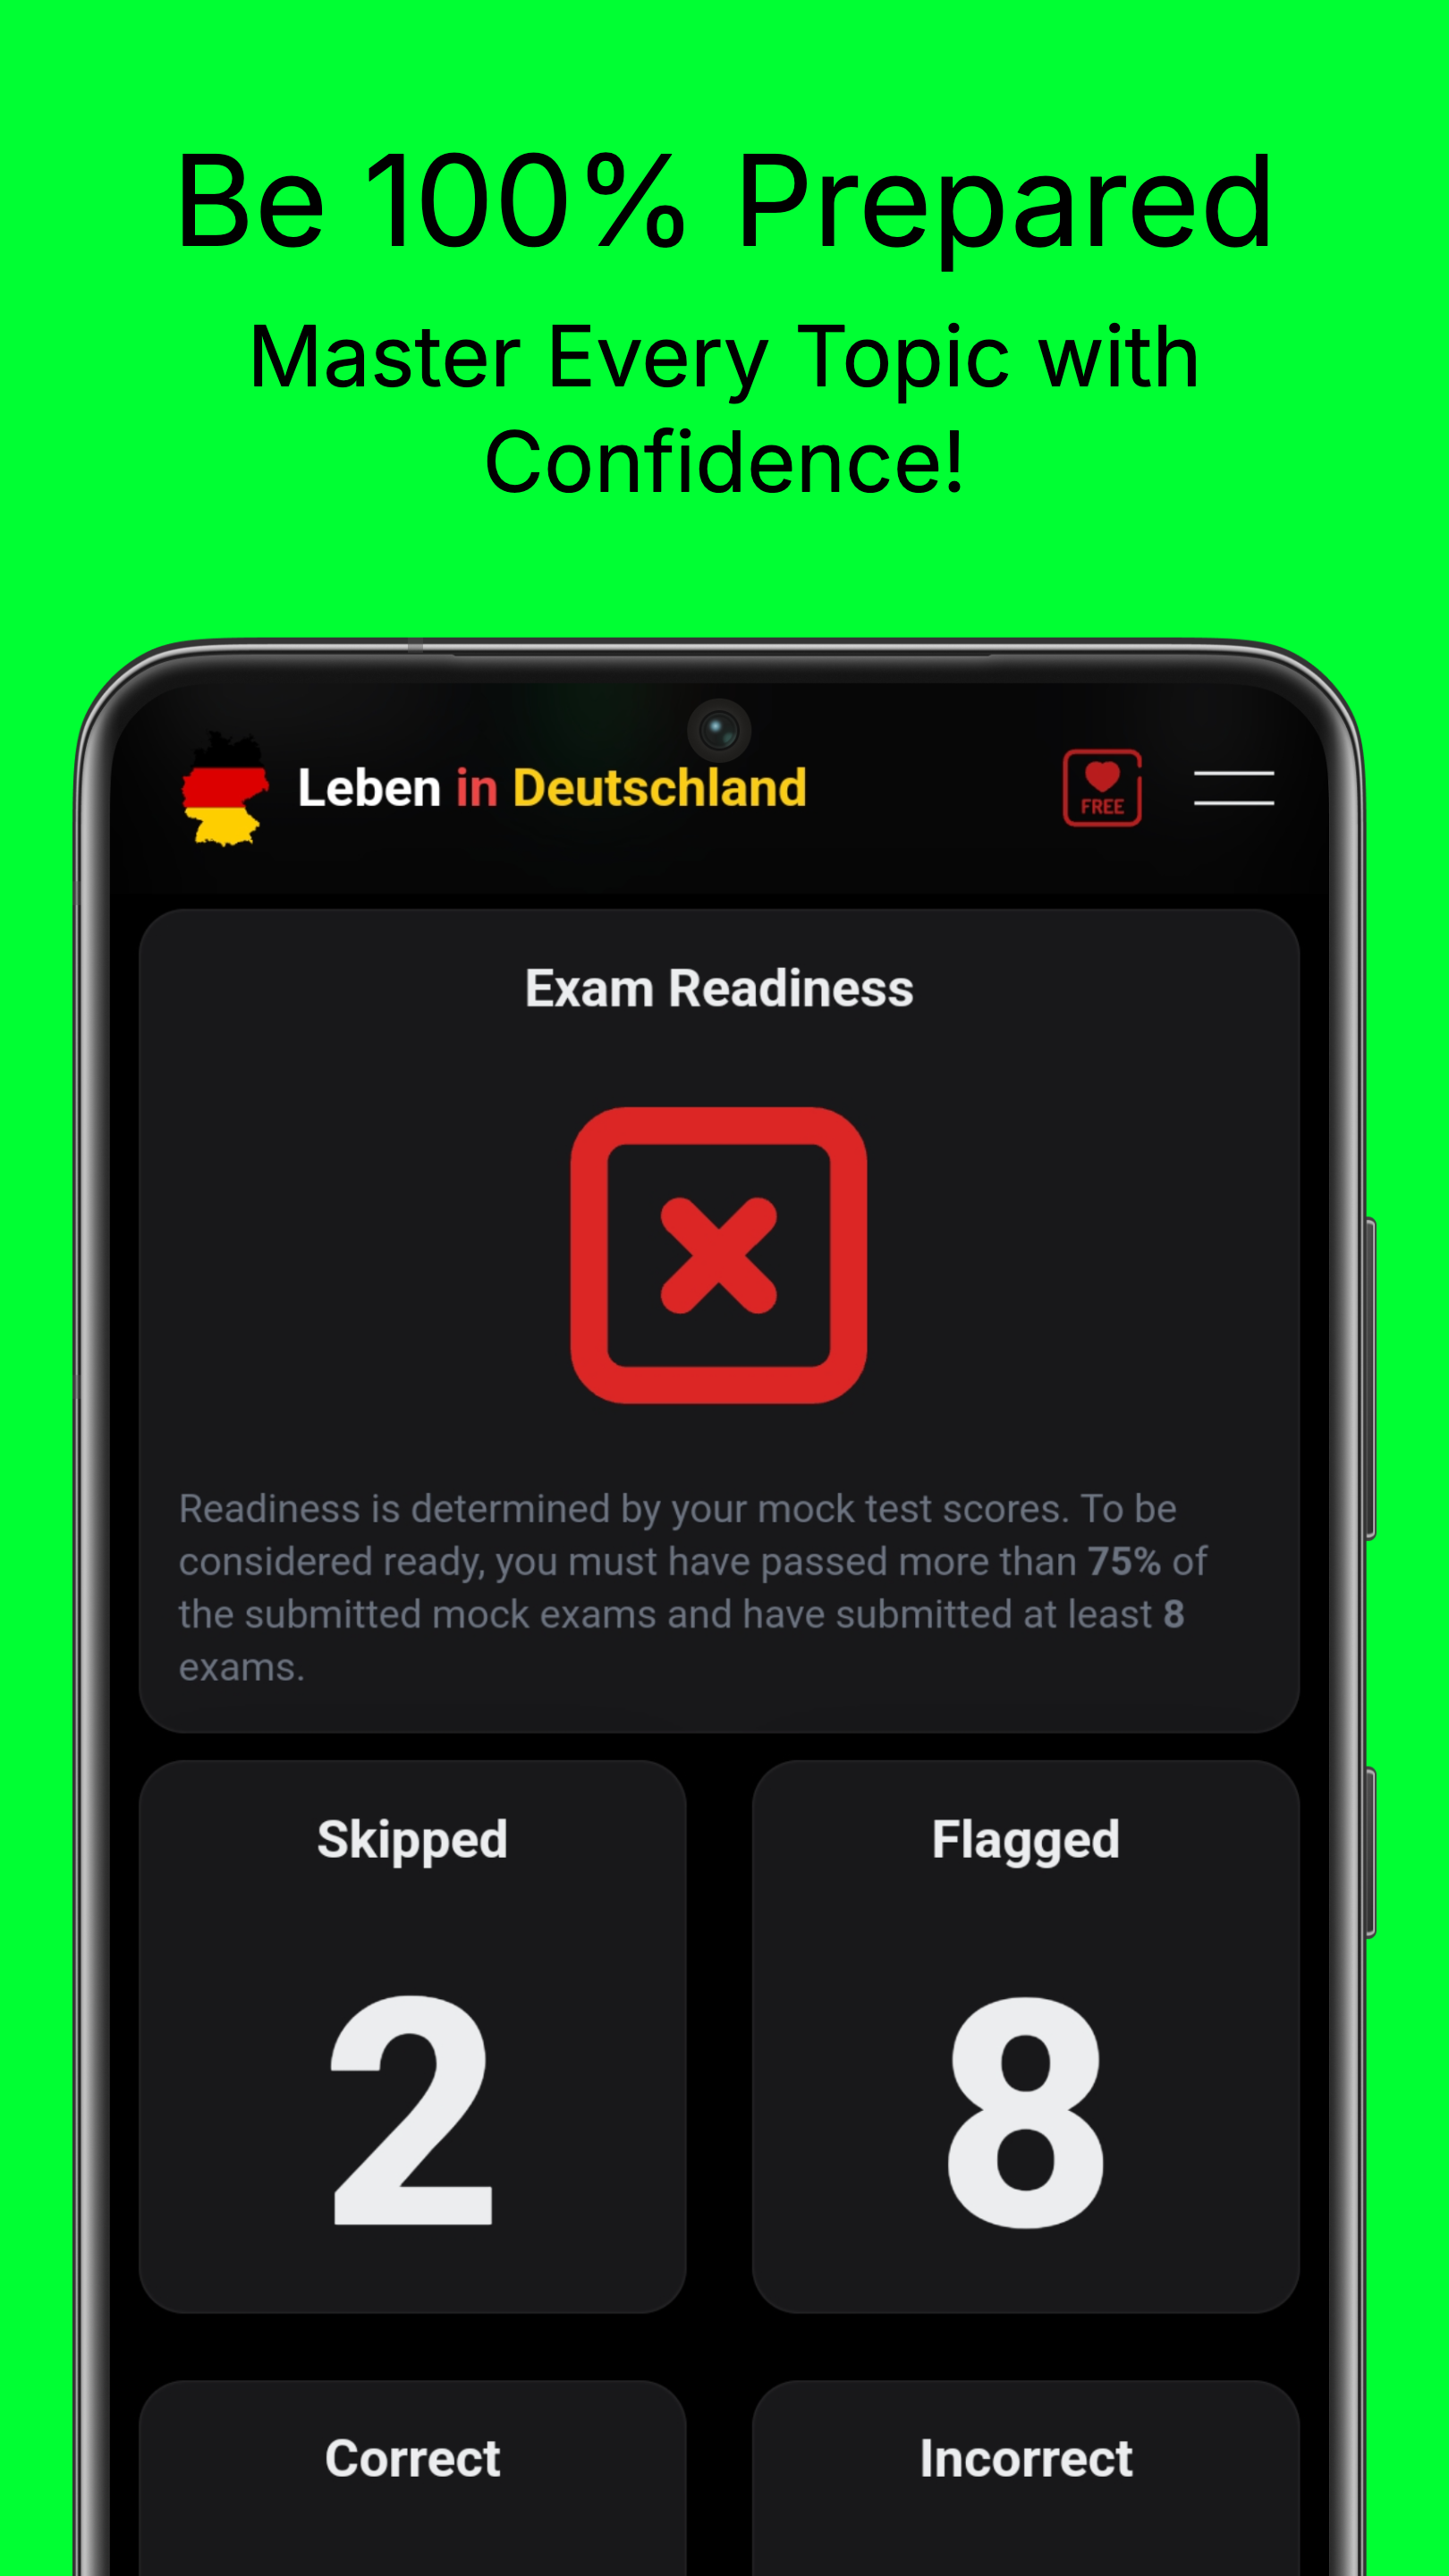 Be 100% Prepared
Master Every Topic with
Confidence!
Leben in Deutschland
FREE
Exam Readiness
Readiness is determined by your mock test scores. To be
considered ready, you must have passed more than 75% of
the submitted mock exams and have submitted at least 8
exams.
Skipped
Flagged
2
8
Correct
Incorrect